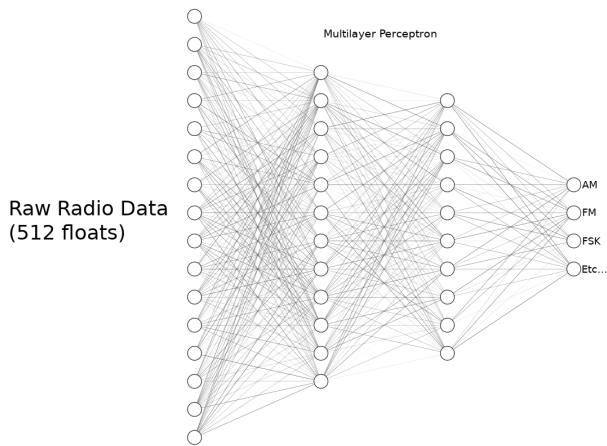 Multilayer Perceptron
Raw Radio Data
(512 floats)
AM
FM
FSK
Etc...